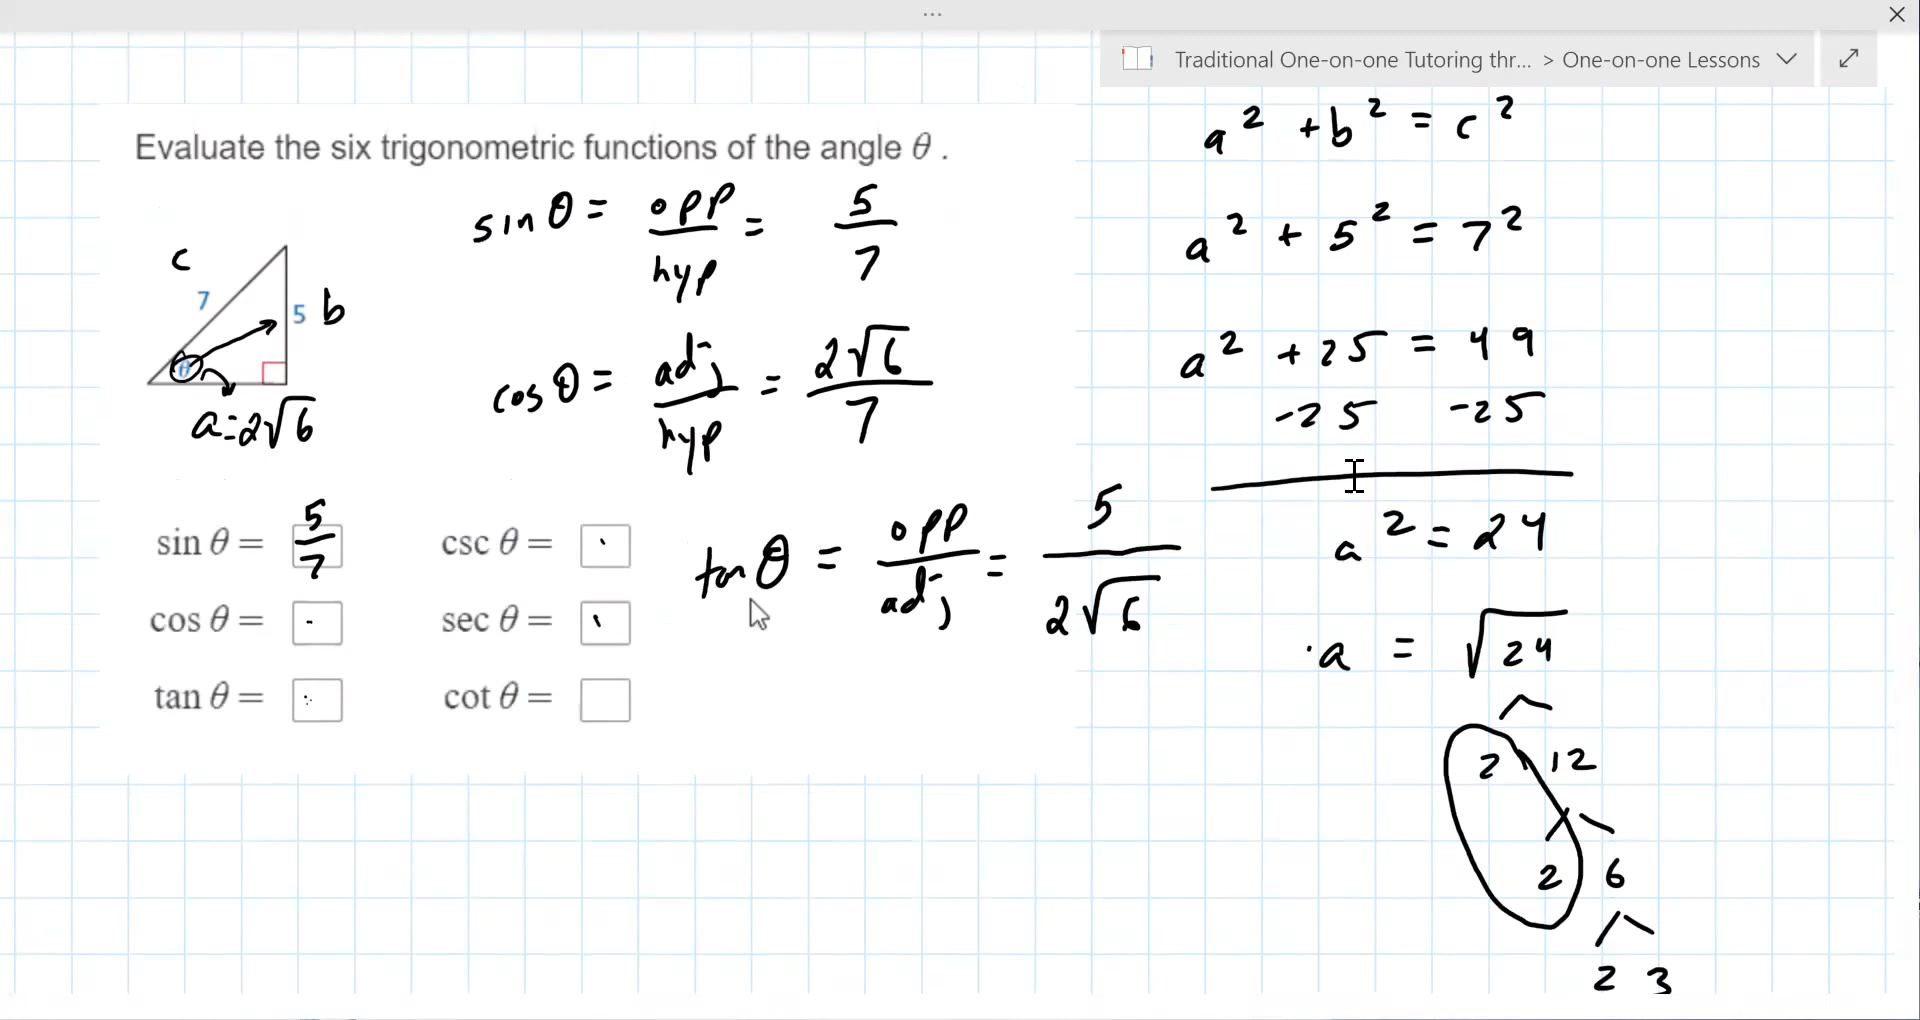 ...
Traditional One-on-one Tutoring thr... > One-on-one Lessons
Evaluate the six trigonometric functions of the angle θ .
sin θ = opp/hyp = 5/7
c
7
5 b
θ
a = 2√6
cos θ = adj/hyp = 2√6/7
sin θ = 5/7
csc θ =
cos θ =
sec θ =
tan θ =
cot θ =
tan θ = opp/adj = 5/2√6
a² + b² = c²
a² + 5² = 7²
a² + 25 = 49
-25 -25
a² = 24
a = √24
2 12
2 6
2 3